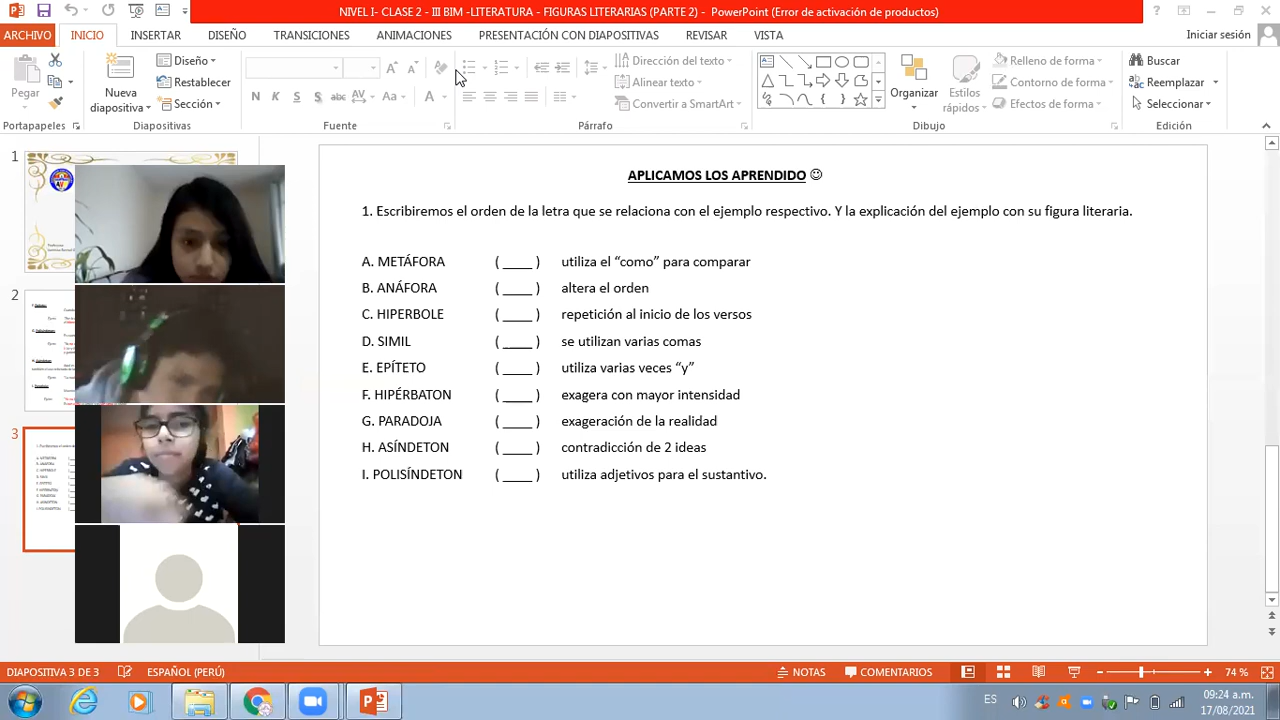 NIVEL I- CLASE 2 - III BIM -LITERATURA - FIGURAS LITERARIAS (PARTE 2) - PowerPoint (Error de activación de productos)
ARCHIVO INICIO INSERTAR DISEÑO TRANSICIONES ANIMACIONES PRESENTACIÓN CON DIAPOSITIVAS REVISAR VISTA Iniciar sesión
Pegar
Nueva diapositiva
Diseño
Restablecer
Sección
N K S S abc AV Aa A
Dirección del texto
Alinear texto
Convertir a SmartArt
Organizar
Estilos rápidos
Relleno de forma
Contorno de forma
Efectos de forma
Buscar
Reemplazar
Seleccionar
Portapapeles Diapositivas Fuente Párrafo Dibujo Edición
1
2
3
APLICAMOS LOS APRENDIDO ☺
1. Escribiremos el orden de la letra que se relaciona con el ejemplo respectivo. Y la explicación del ejemplo con su figura literaria.
A. METÁFORA ( ____ ) utiliza el “como” para comparar
B. ANÁFORA ( ____ ) altera el orden
C. HIPERBOLE ( ____ ) repetición al inicio de los versos
D. SIMIL ( ____ ) se utilizan varias comas
E. EPÍTETO ( ____ ) utiliza varias veces “y”
F. HIPÉRBATON ( ____ ) exagera con mayor intensidad
G. PARADOJA ( ____ ) exageración de la realidad
H. ASÍNDETON ( ____ ) contradicción de 2 ideas
I. POLISÍNDETON ( ____ ) utiliza adjetivos para el sustantivo.
DIAPOSITIVA 3 DE 3 ESPAÑOL (PERÚ) NOTAS COMENTARIOS 74 %
ES 09:24 a.m.
17/08/2021